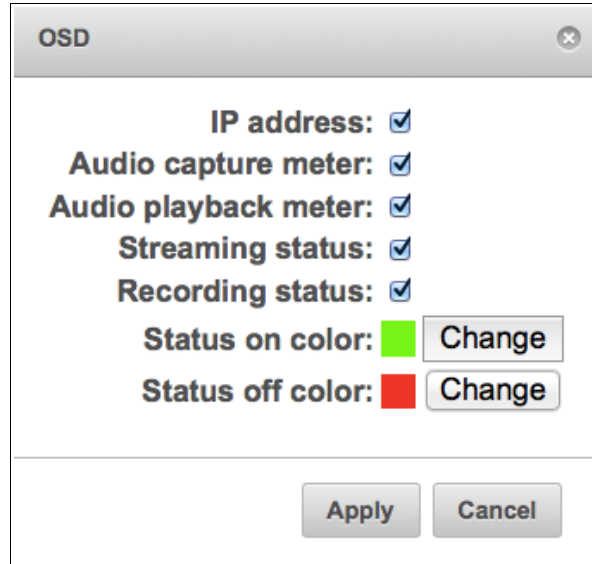 OSD
IP address:
Audio capture meter:
Audio playback meter:
Streaming status:
Recording status:
Status on color: Change
Status off color: Change
Apply Cancel